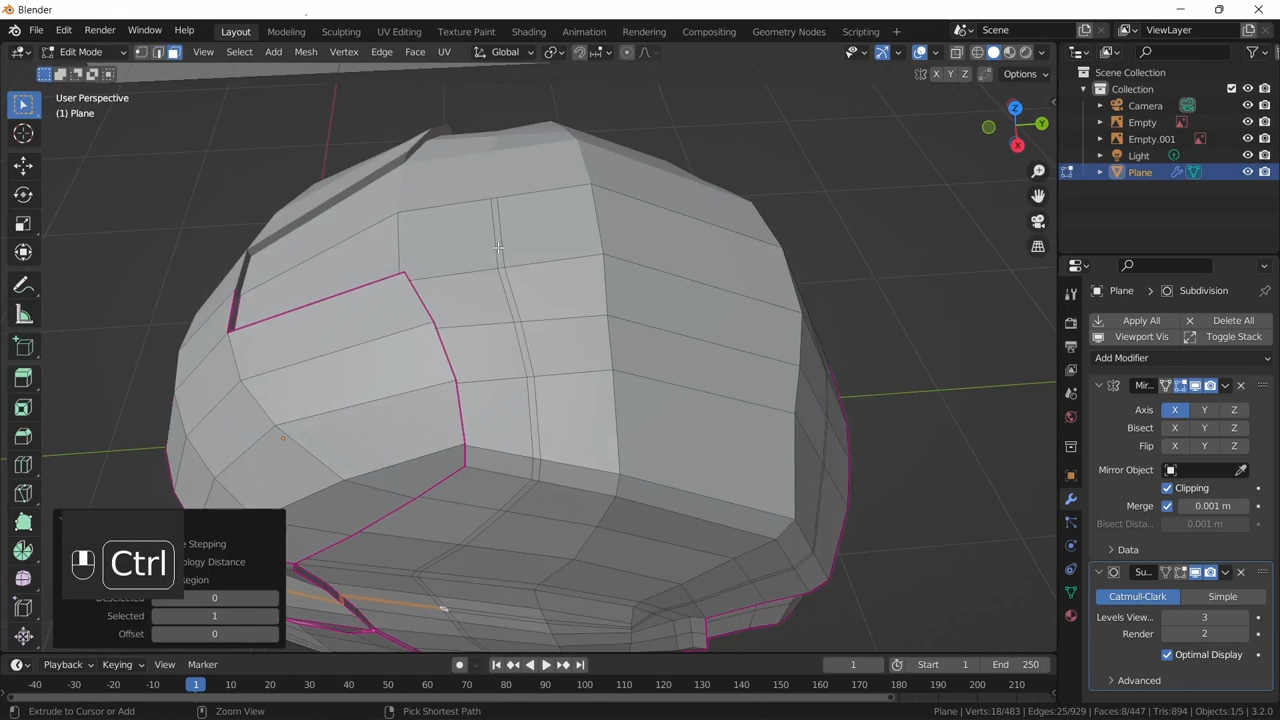 Blender
File Edit Render Window Help
Layout Modeling Sculpting UV Editing Texture Paint Shading Animation Rendering Compositing Geometry Nodes Scripting +
Scene
ViewLayer
Edit Mode
View Select Add Mesh Vertex Edge Face UV
Global
X Y Z
Options
User Perspective
(1) Plane
Z
Y
X
Scene Collection
Collection
Camera
Empty
Empty.001
Light
Plane
Plane
Subdivision
Apply All
Delete All
Viewport Vis
Toggle Stack
Add Modifier
Mir...
Axis X Y Z
Bisect X Y Z
Flip X Y Z
Mirror Object
Clipping
Merge 0.001 m
Bisect Dista... 0.001 m
Data
Su...
Catmull-Clark Simple
Levels View... 3
Render 2
Optimal Display
Advanced
Ctrl
e Stepping
ology Distance
egion
0
Selected 1
Offset 0
Playback Keying View Marker
1
Start 1
End 250
-40 -30 -20 -10 1 10 20 30 40 50 60 70 80 90 100 110 120 130 140 150 160 170 180 190 200 210
Extrude to Cursor or Add
Zoom View
Pick Shortest Path
Plane | Verts:18/483 | Edges:25/929 | Faces:8/447 | Tris:894 | Objects:1/5 | 3.2.0